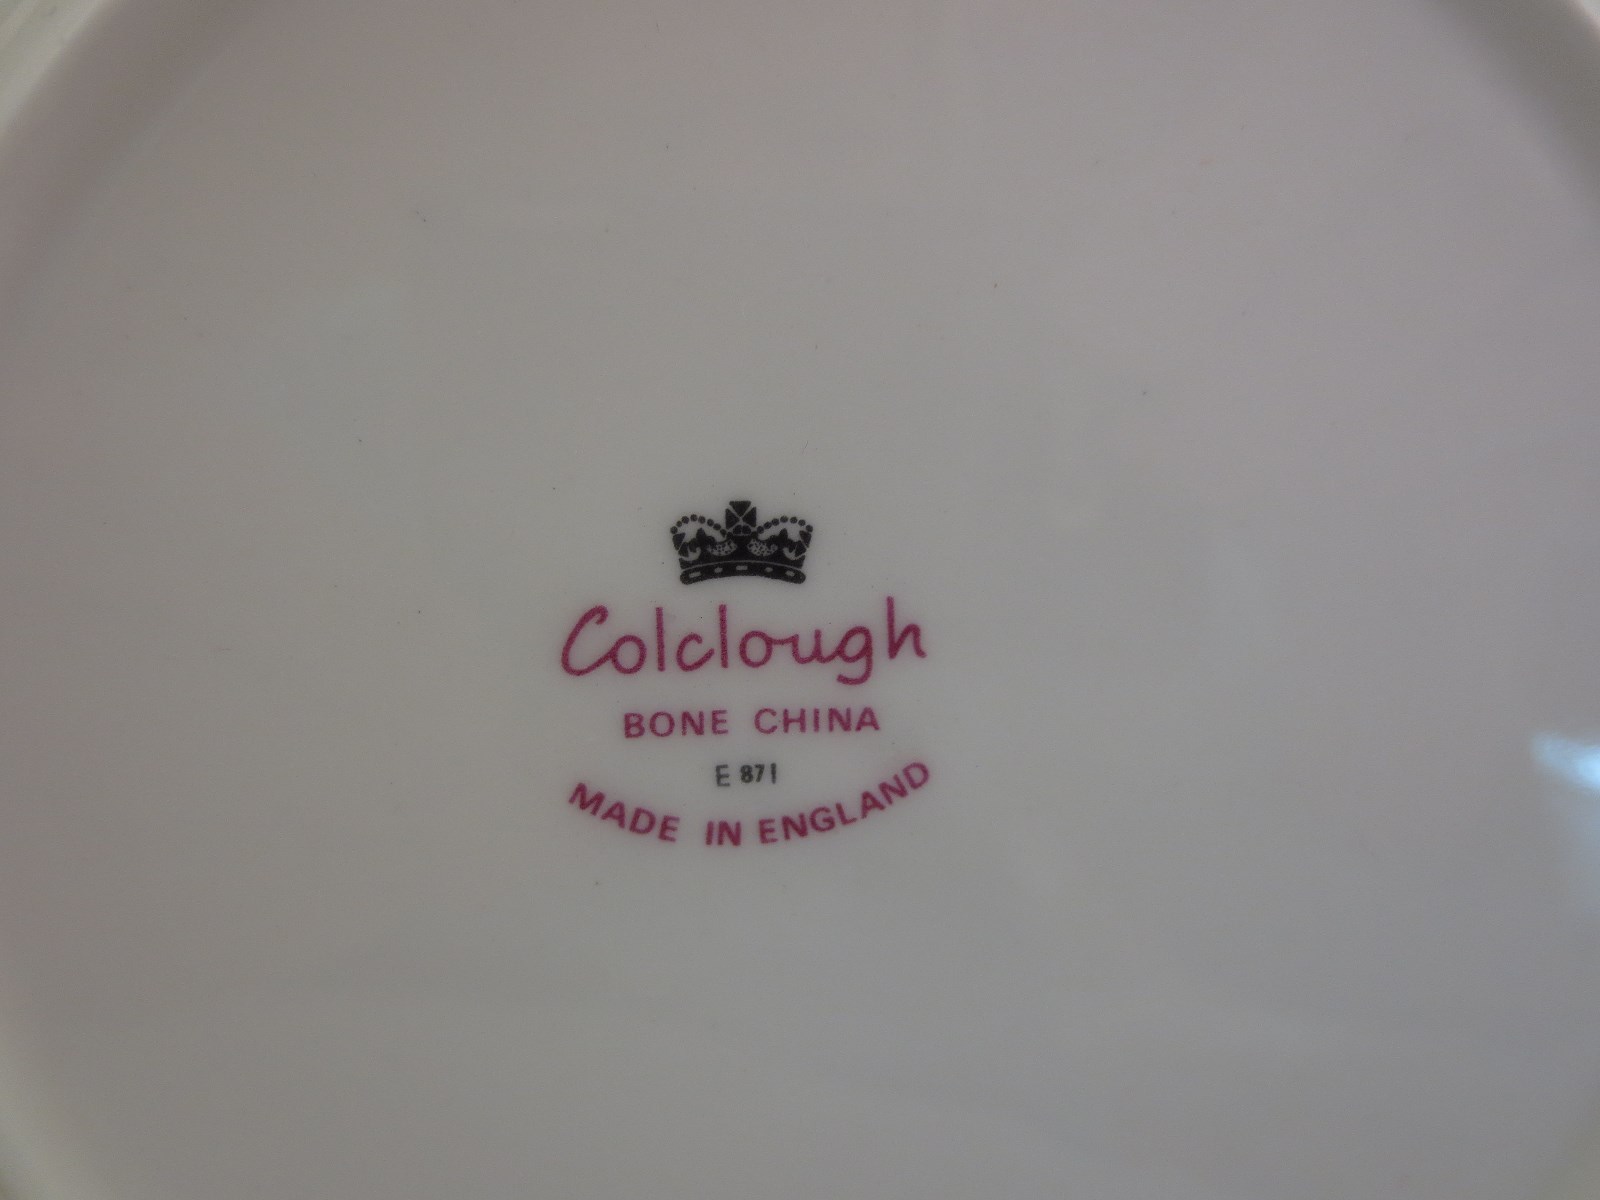 Colclough
BONE CHINA
E 871
MADE IN ENGLAND